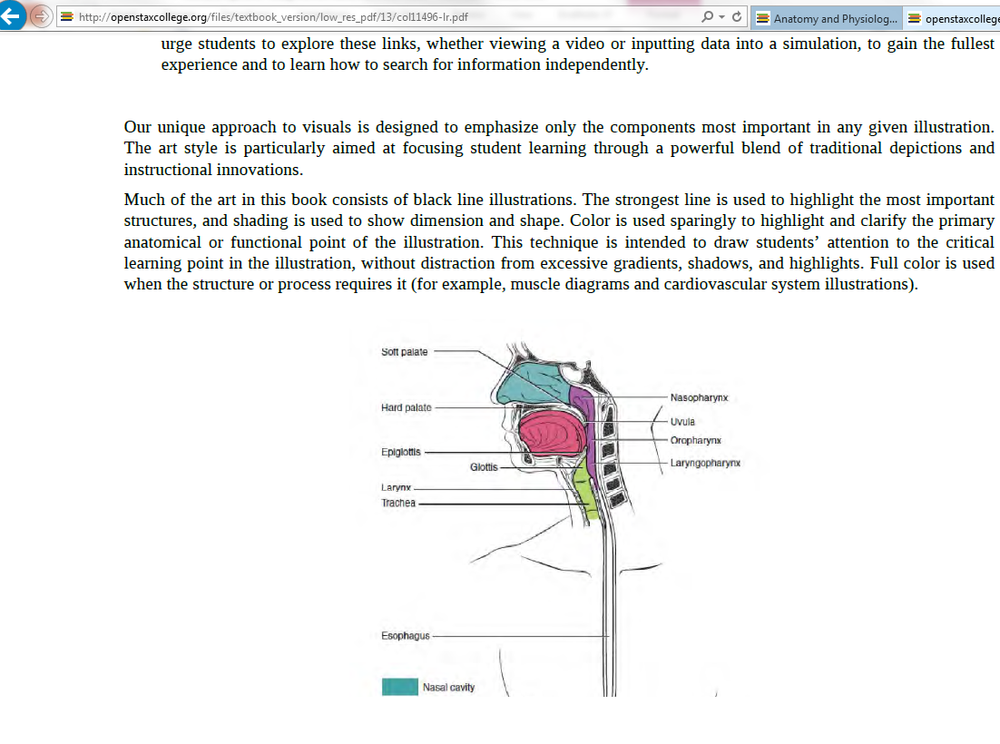 http://openstaxcollege.org/files/textbook_version/low_res_pdf/13/col11496-lr.pdf
Anatomy and Physiolog...
openstaxcollege
urge students to explore these links, whether viewing a video or inputting data into a simulation, to gain the fullest
experience and to learn how to search for information independently.
Our unique approach to visuals is designed to emphasize only the components most important in any given illustration.
The art style is particularly aimed at focusing student learning through a powerful blend of traditional depictions and
instructional innovations.
Much of the art in this book consists of black line illustrations. The strongest line is used to highlight the most important
structures, and shading is used to show dimension and shape. Color is used sparingly to highlight and clarify the primary
anatomical or functional point of the illustration. This technique is intended to draw students’ attention to the critical
learning point in the illustration, without distraction from excessive gradients, shadows, and highlights. Full color is used
when the structure or process requires it (for example, muscle diagrams and cardiovascular system illustrations).
Soft palate
Nasopharynx
Hard palate
Uvula
Oropharynx
Epiglottis
Laryngopharynx
Glottis
Larynx
Trachea
Esophagus
Nasal cavity